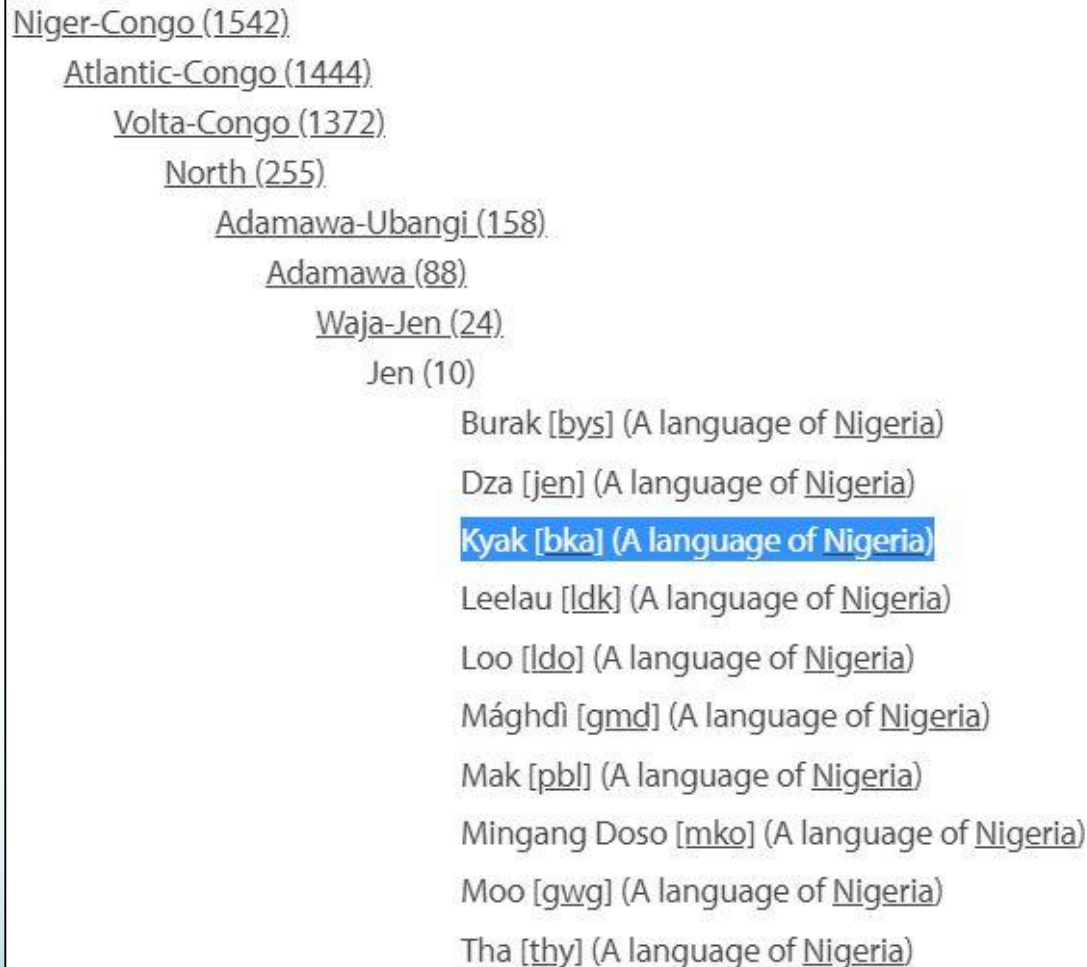 Niger-Congo (1542)
Atlantic-Congo (1444)
Volta-Congo (1372)
North (255)
Adamawa-Ubangi (158)
Adamawa (88)
Waja-Jen (24)
Jen (10)
Burak [bys] (A language of Nigeria)
Dza [jen] (A language of Nigeria)
Kyak [bka] (A language of Nigeria)
Leelau [ldk] (A language of Nigeria)
Loo [ldo] (A language of Nigeria)
Mághdì [gmd] (A language of Nigeria)
Mak [pbl] (A language of Nigeria)
Mingang Doso [mko] (A language of Nigeria)
Moo [gwg] (A language of Nigeria)
Tha [thy] (A language of Nigeria)